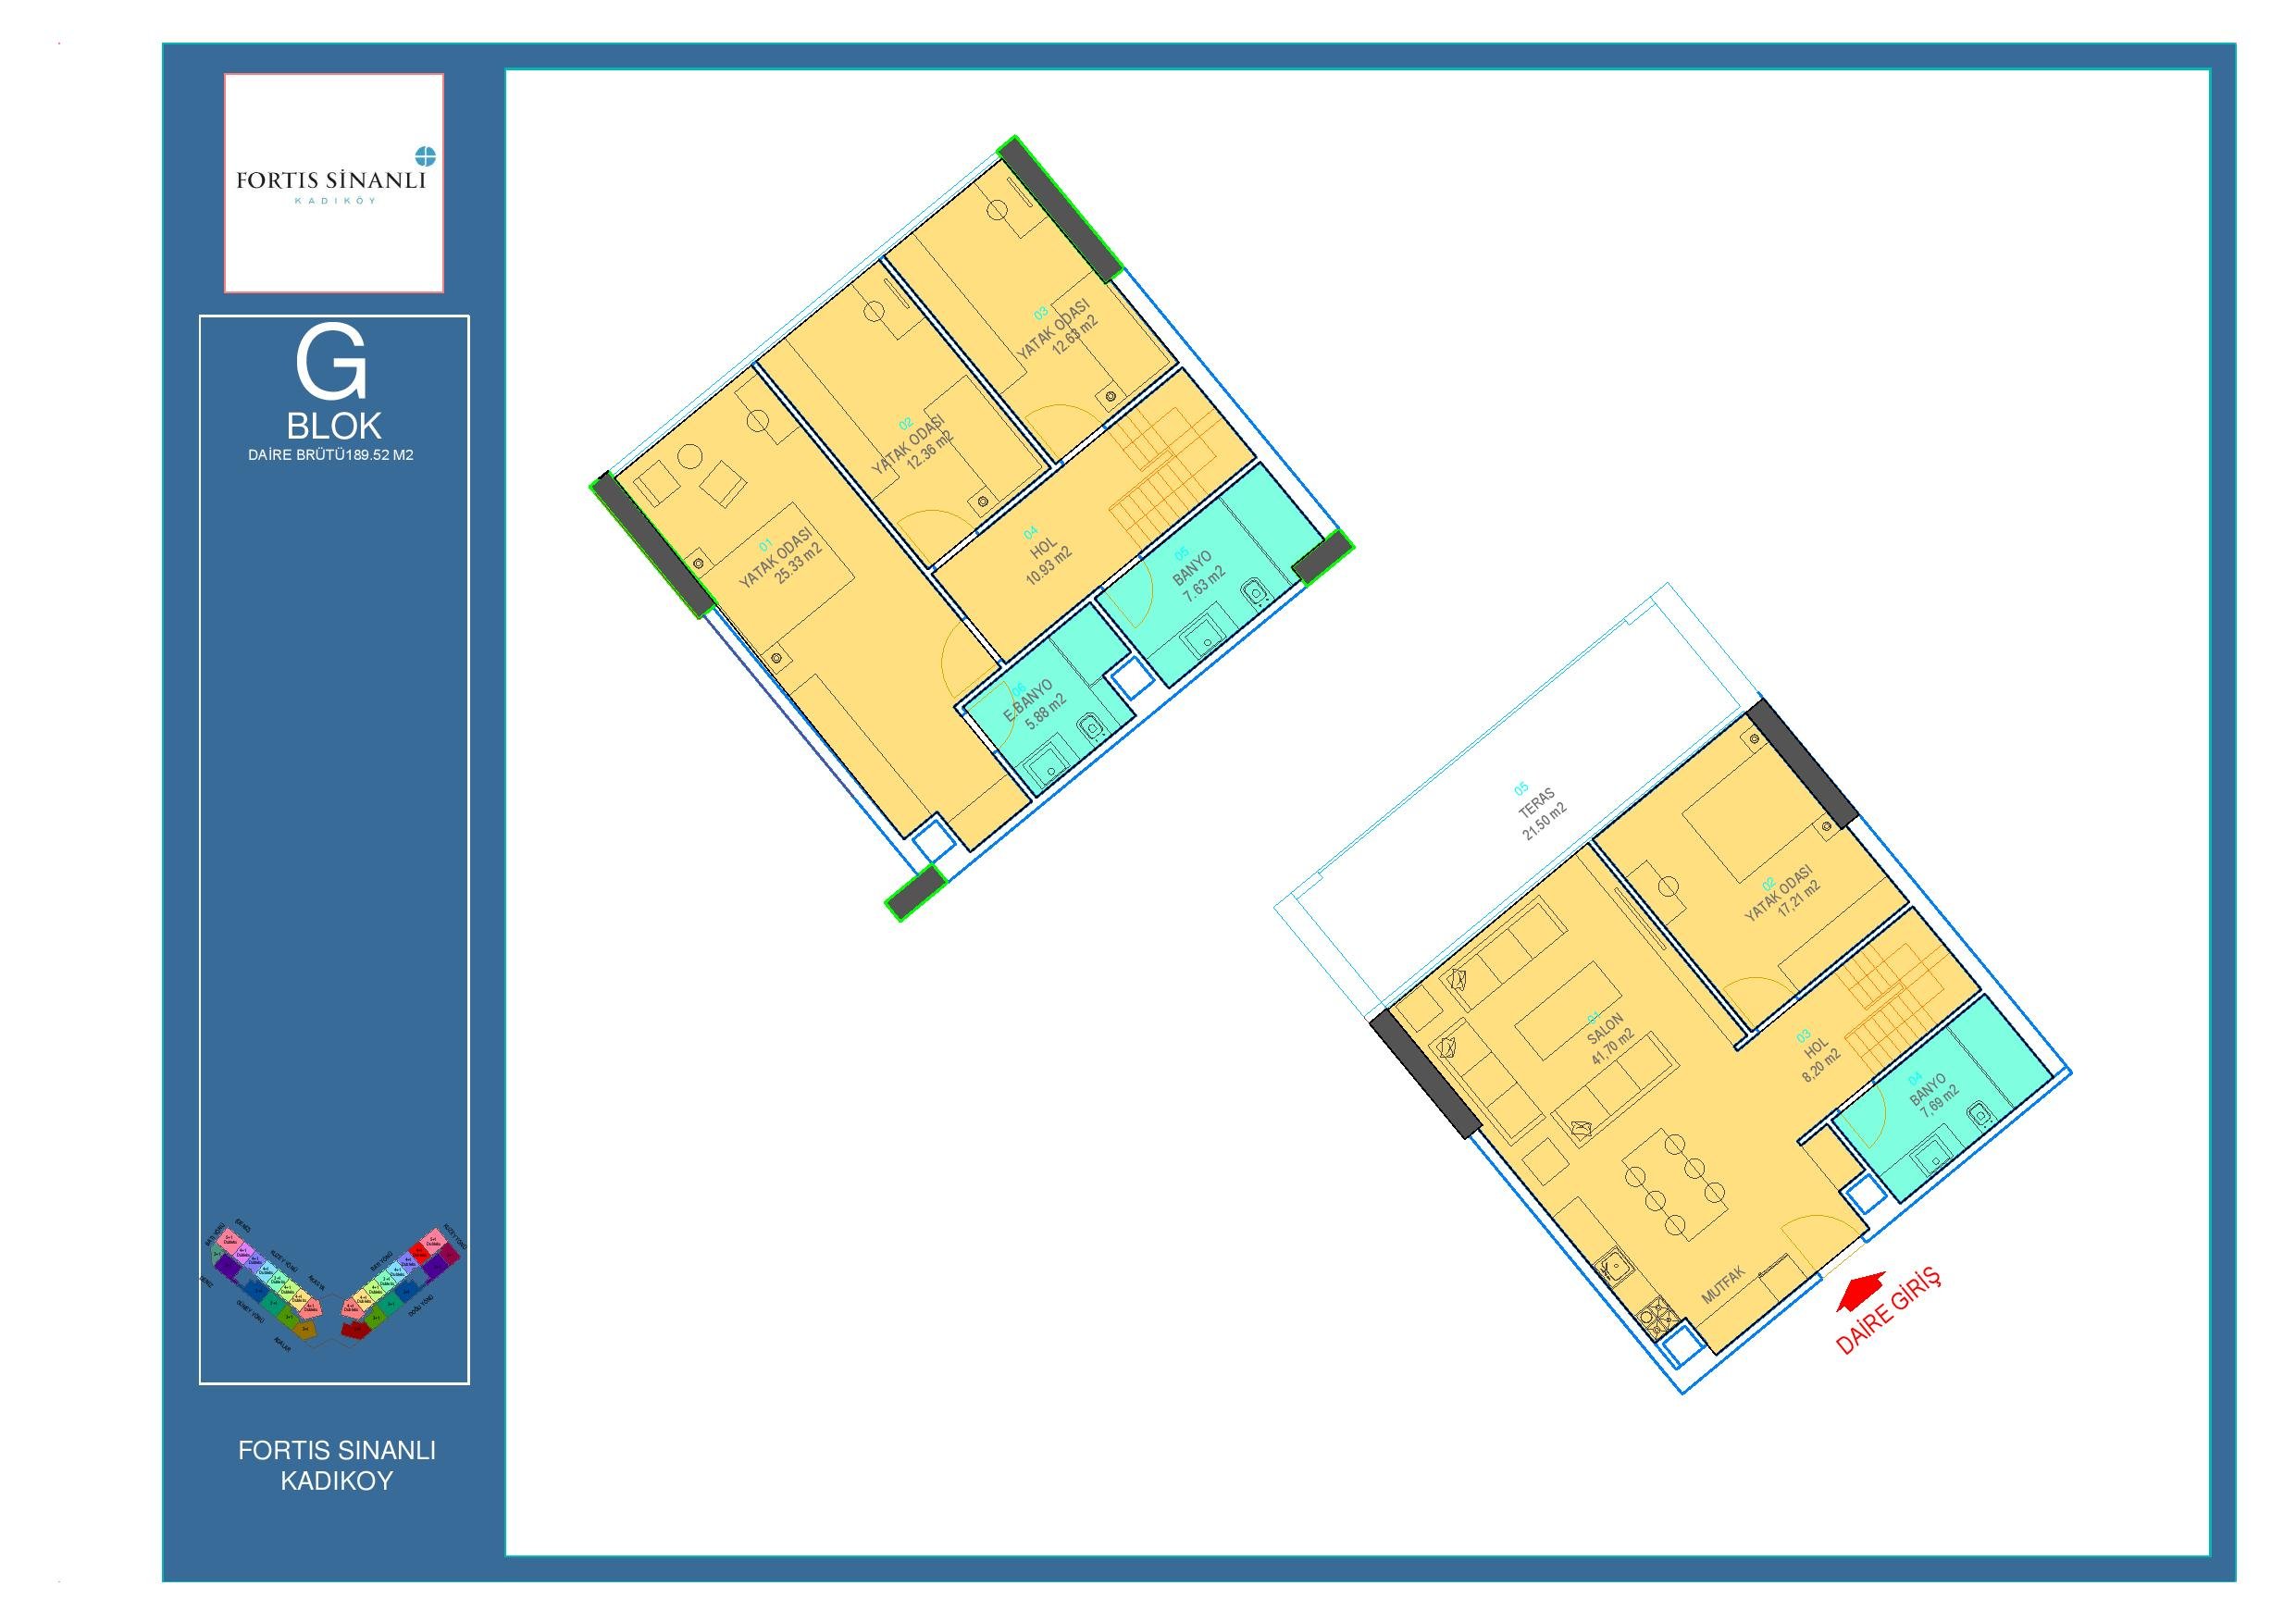 FORTIS SİNANLI
KADIKÖY
G
BLOK
DAİRE BRÜTÜ189.52 M2
FORTIS SINANLI
KADIKOY
03
YATAK ODASI
12.63 m2
02
YATAK ODASI
12.36 m2
01
YATAK ODASI
25.33 m2
04
HOL
10.93 m2
05
BANYO
7.63 m2
06
E.BANYO
5.88 m2
05
TERAS
21.50 m2
02
YATAK ODASI
17,21 m2
01
SALON
41,70 m2
03
HOL
8,20 m2
04
BANYO
7,69 m2
MUTFAK
DAİRE GİRİŞ